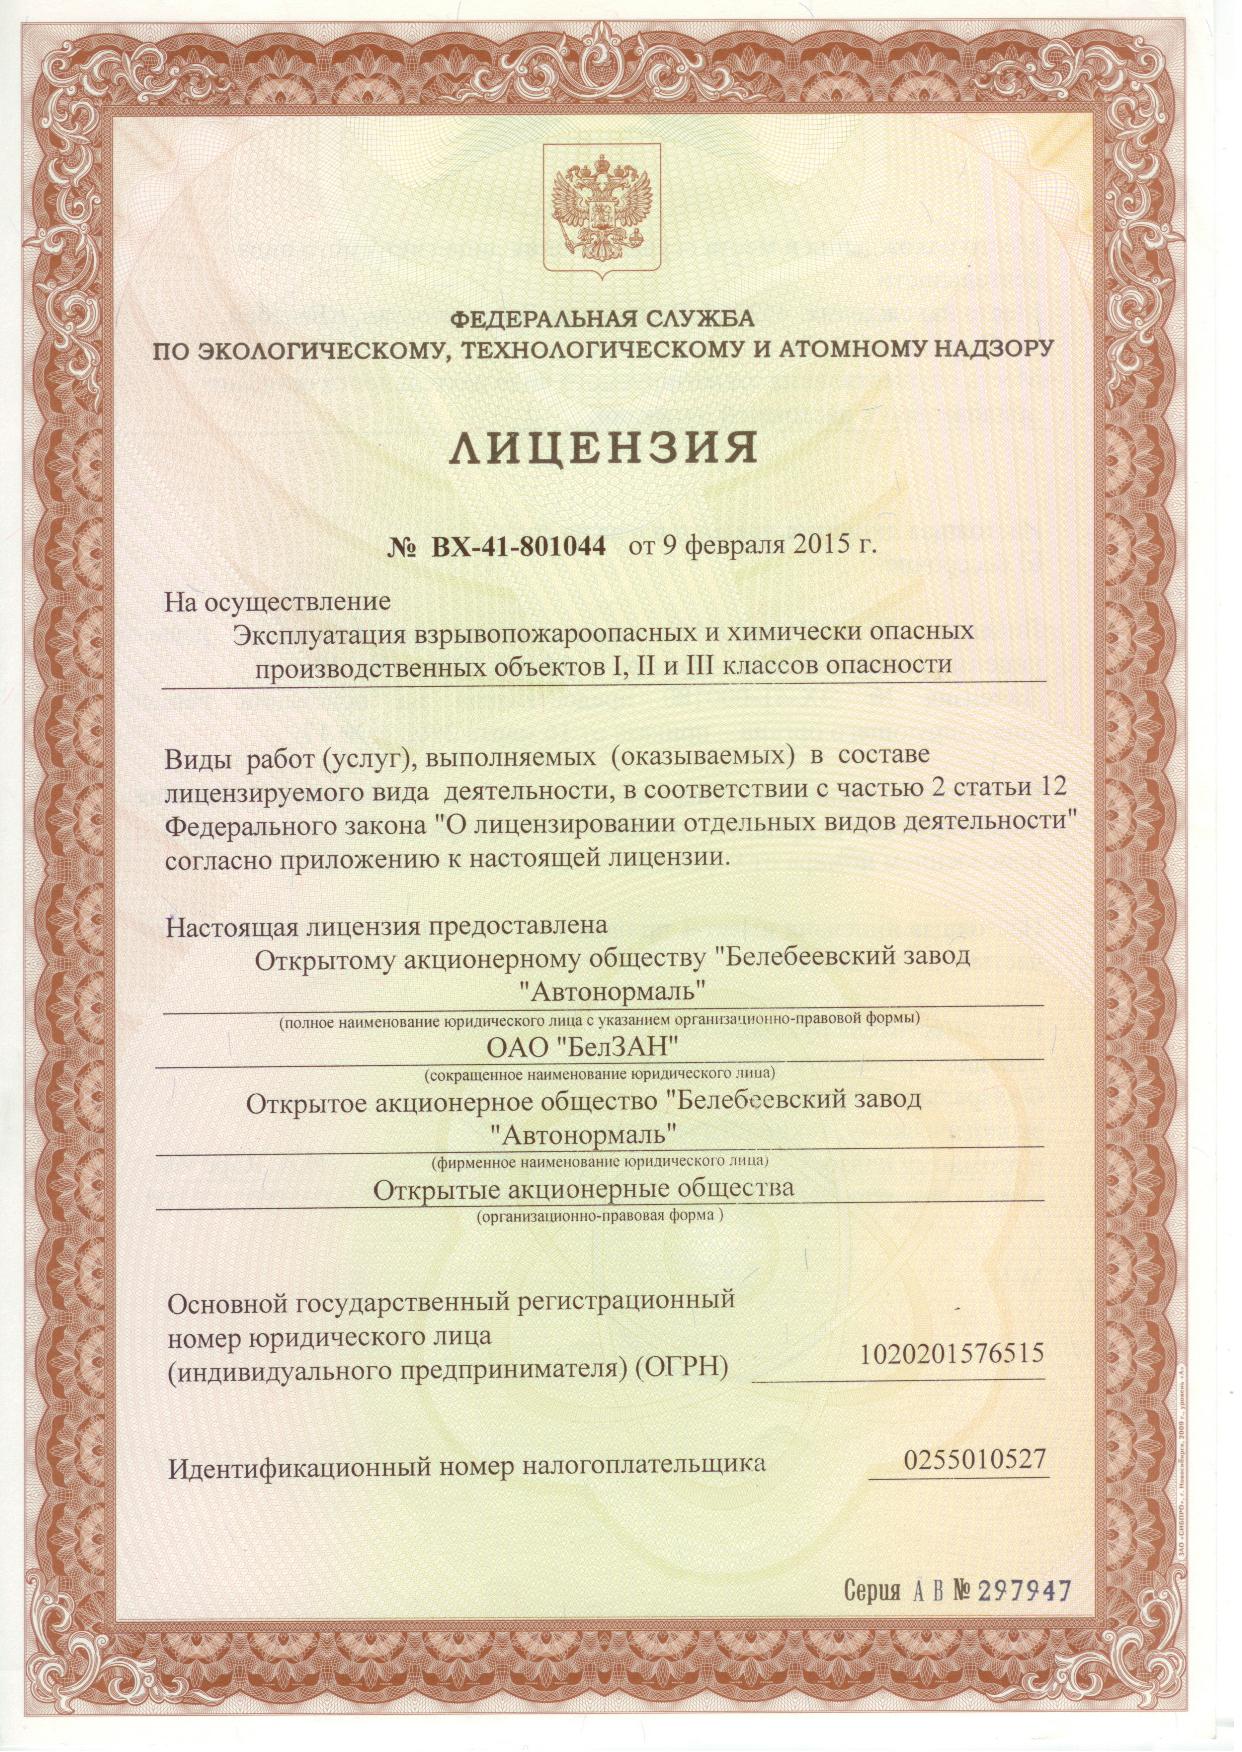 ФЕДЕРАЛЬНАЯ СЛУЖБА
ПО ЭКОЛОГИЧЕСКОМУ, ТЕХНОЛОГИЧЕСКОМУ И АТОМНОМУ НАДЗОРУ
ЛИЦЕНЗИЯ
№ ВХ-41-801044 от 9 февраля 2015 г.
На осуществление
Эксплуатация взрывопожароопасных и химически опасных
производственных объектов I, II и III классов опасности
Виды работ (услуг), выполняемых (оказываемых) в составе
лицензируемого вида деятельности, в соответствии с частью 2 статьи 12
Федерального закона "О лицензировании отдельных видов деятельности"
согласно приложению к настоящей лицензии.
Настоящая лицензия предоставлена
Открытому акционерному обществу "Белебеевский завод
"Автонормаль"
(полное наименование юридического лица с указанием организационно-правовой формы)
ОАО "БелЗАН"
(сокращенное наименование юридического лица)
Открытое акционерное общество "Белебеевский завод
"Автонормаль"
(фирменное наименование юридического лица)
Открытые акционерные общества
(организационно-правовая форма )
Основной государственный регистрационный
номер юридического лица
(индивидуального предпринимателя) (ОГРН) 1020201576515
Идентификационный номер налогоплательщика 0255010527
Серия А В № 297947
ЗАО «СИБПРО», г. Новосибирск, 2009 г., уровень «А»